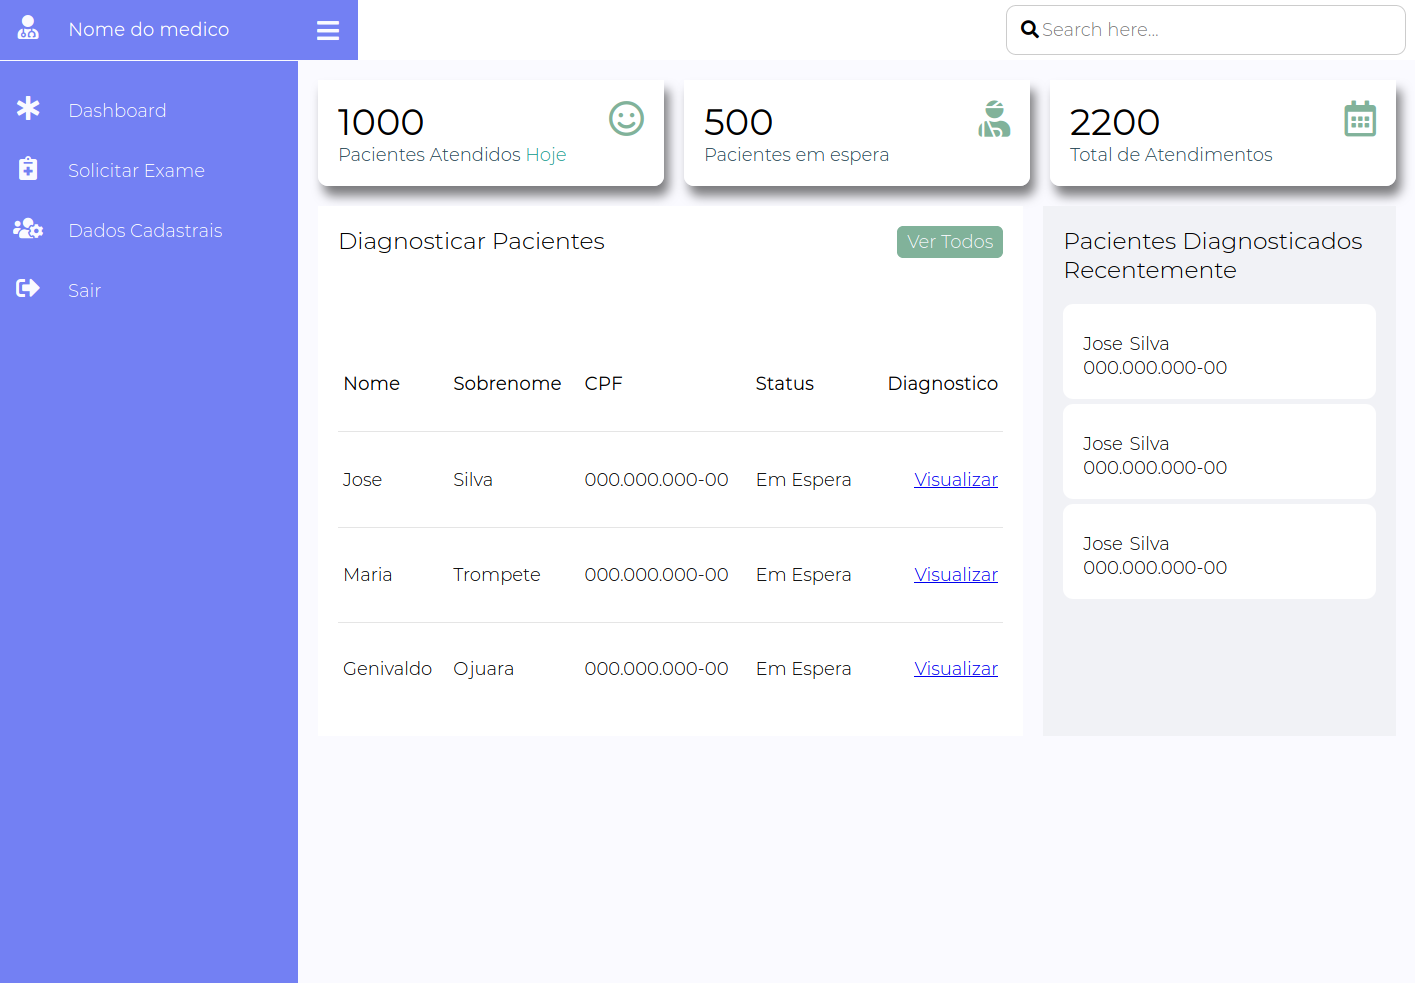 Nome do medico
Search here...
Dashboard
Solicitar Exame
Dados Cadastrais
Sair
1000
Pacientes Atendidos Hoje
500
Pacientes em espera
2200
Total de Atendimentos
Diagnosticar Pacientes
Ver Todos
Nome Sobrenome CPF Status Diagnostico
Jose Silva 000.000.000-00 Em Espera Visualizar
Maria Trompete 000.000.000-00 Em Espera Visualizar
Genivaldo Ojuara 000.000.000-00 Em Espera Visualizar
Pacientes Diagnosticados
Recentemente
Jose Silva
000.000.000-00
Jose Silva
000.000.000-00
Jose Silva
000.000.000-00